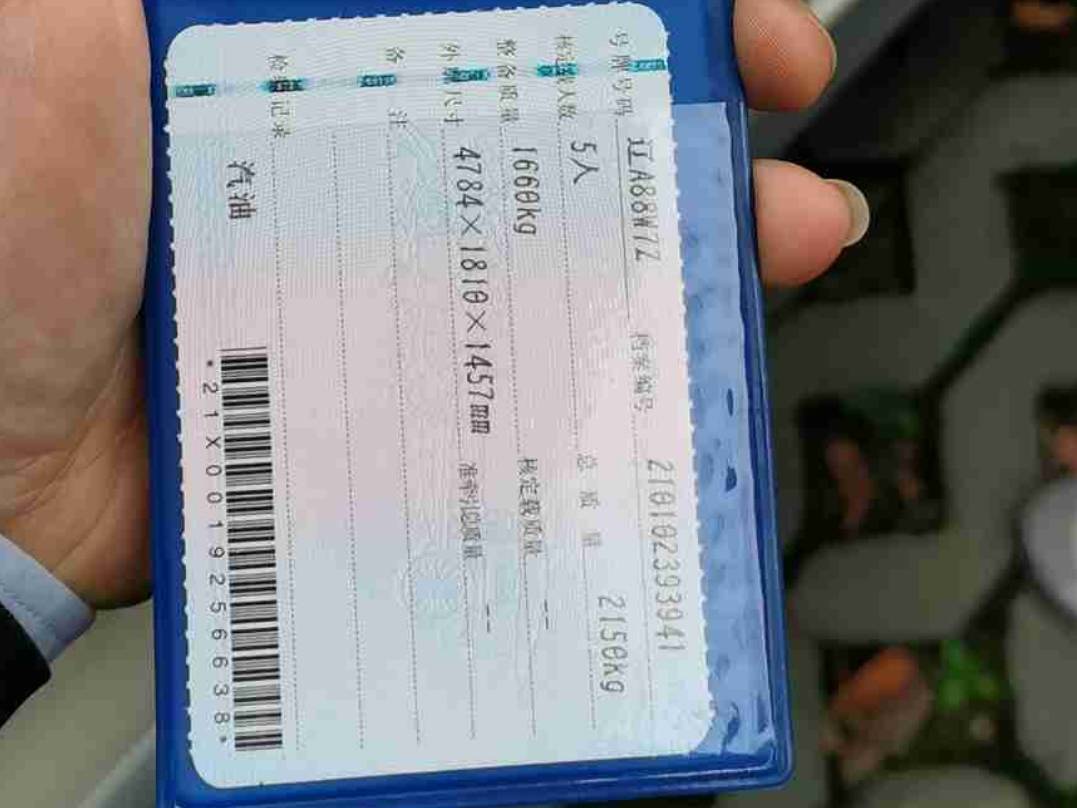 号牌号码 辽A88W7Z 档案编号 210102393941
核定载人数 5人 总质量 2150kg
整备质量 1660kg 核定载质量 --
外廓尺寸 4784×1810×1457mm 准牵引总质量 --
备注
检验记录
汽油
*21X0019256638*